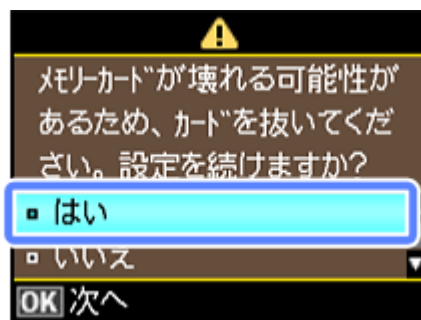 ﾒﾓﾘｰｶｰﾄﾞが壊れる可能性が
あるため、ｶｰﾄﾞを抜いてくだ
さい。設定を続けますか?
はい
いいえ
OK 次へ